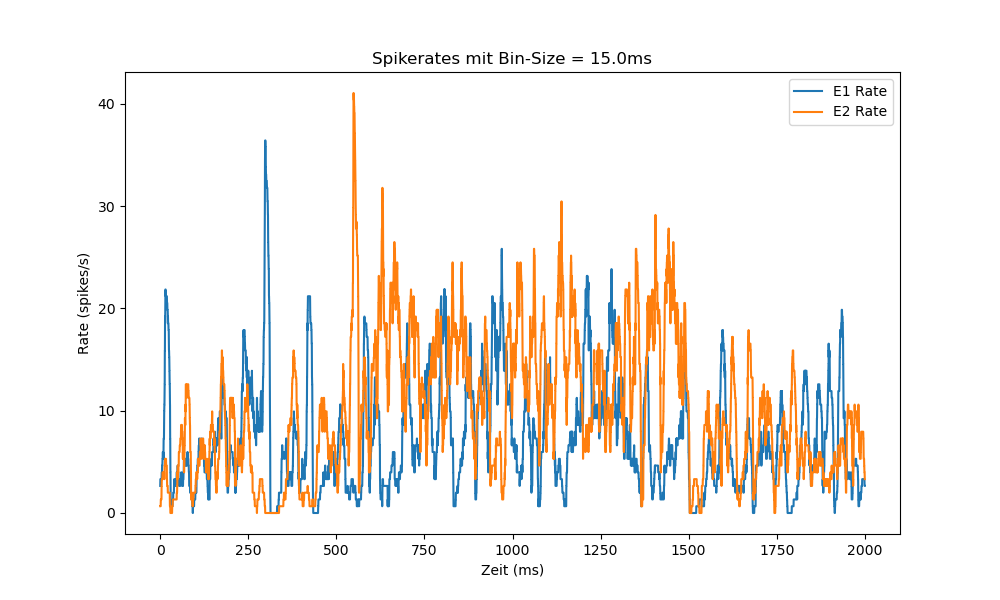 Spikerates mit Bin-Size = 15.0ms
E1 Rate
E2 Rate
40
30
20
10
0
Rate (spikes/s)
0 250 500 750 1000 1250 1500 1750 2000
Zeit (ms)